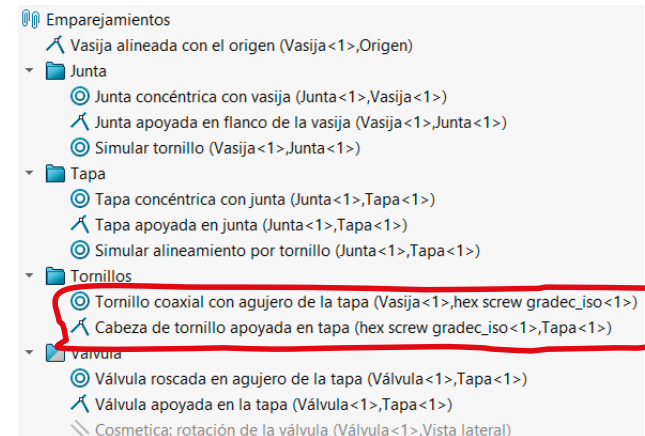 Emparejamientos
Vasija alineada con el origen (Vasija<1>,Origen)
Junta
Junta concéntrica con vasija (Junta<1>,Vasija<1>)
Junta apoyada en flanco de la vasija (Vasija<1>,Junta<1>)
Simular tornillo (Vasija<1>,Junta<1>)
Tapa
Tapa concéntrica con junta (Junta<1>,Tapa<1>)
Tapa apoyada en junta (Junta<1>,Tapa<1>)
Simular alineamiento por tornillo (Junta<1>,Tapa<1>)
Tornillos
Tornillo coaxial con agujero de la tapa (Vasija<1>,hex screw gradec_iso<1>)
Cabeza de tornillo apoyada en tapa (hex screw gradec_iso<1>,Tapa<1>)
Válvula
Válvula roscada en agujero de la tapa (Válvula<1>,Tapa<1>)
Válvula apoyada en la tapa (Válvula<1>,Tapa<1>)
Cosmetica: rotación de la válvula (Válvula<1>,Vista lateral)